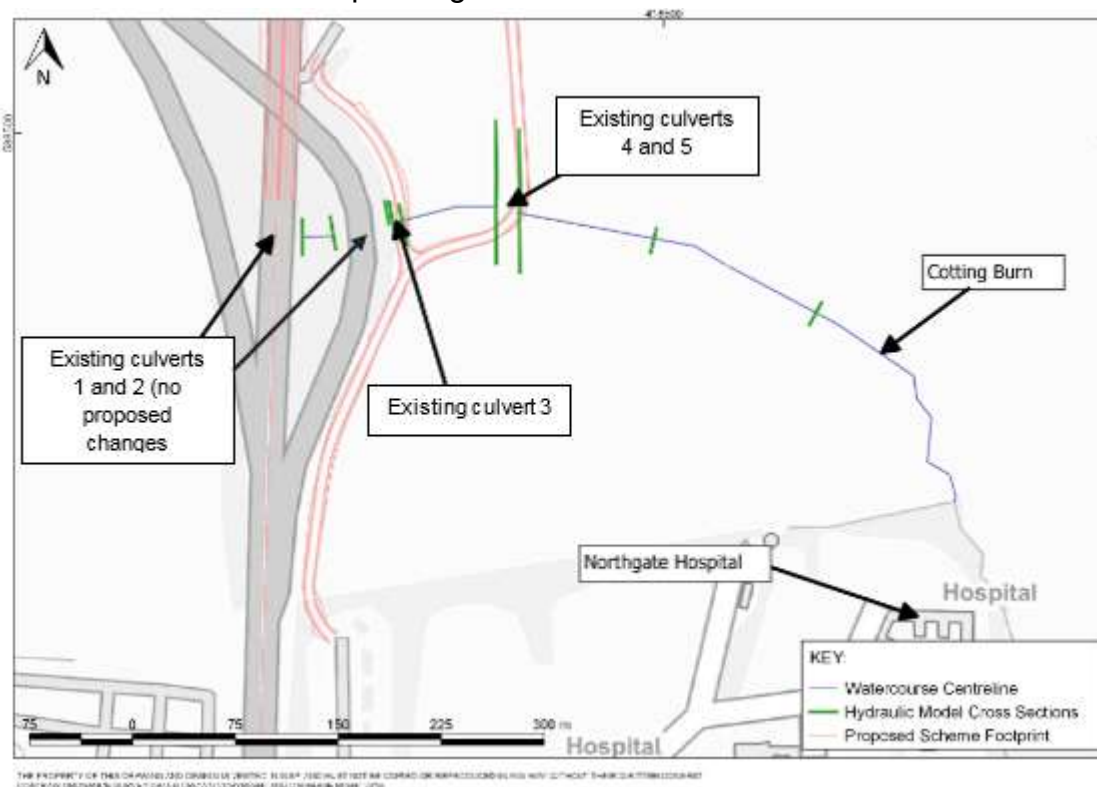 N
Existing culverts
4 and 5
Cotting Burn
Existing culverts
1 and 2 (no
proposed
changes
Existing culvert 3
Northgate Hospital
Hospital
KEY:
Watercourse Centreline
Hydraulic Model Cross Sections
Proposed Scheme Footprint
75 0 75 150 225 300 m
Hospital